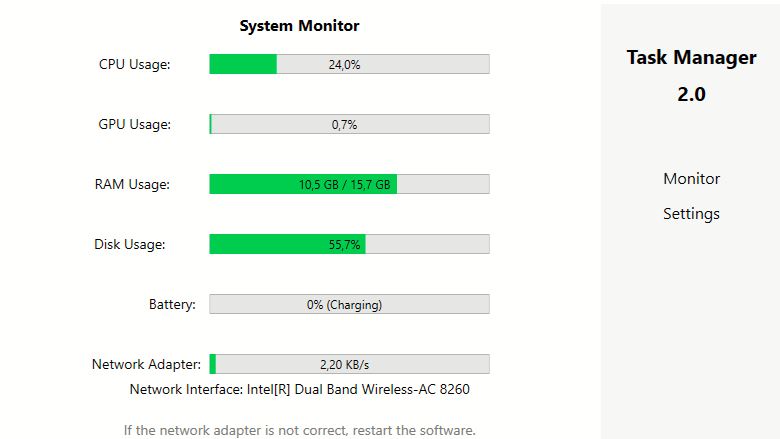 System Monitor
CPU Usage: 24,0%
GPU Usage: 0,7%
RAM Usage: 10,5 GB / 15,7 GB
Disk Usage: 55,7%
Battery: 0% (Charging)
Network Adapter: 2,20 KB/s
Network Interface: Intel[R] Dual Band Wireless-AC 8260
If the network adapter is not correct, restart the software.
Task Manager
2.0
Monitor
Settings